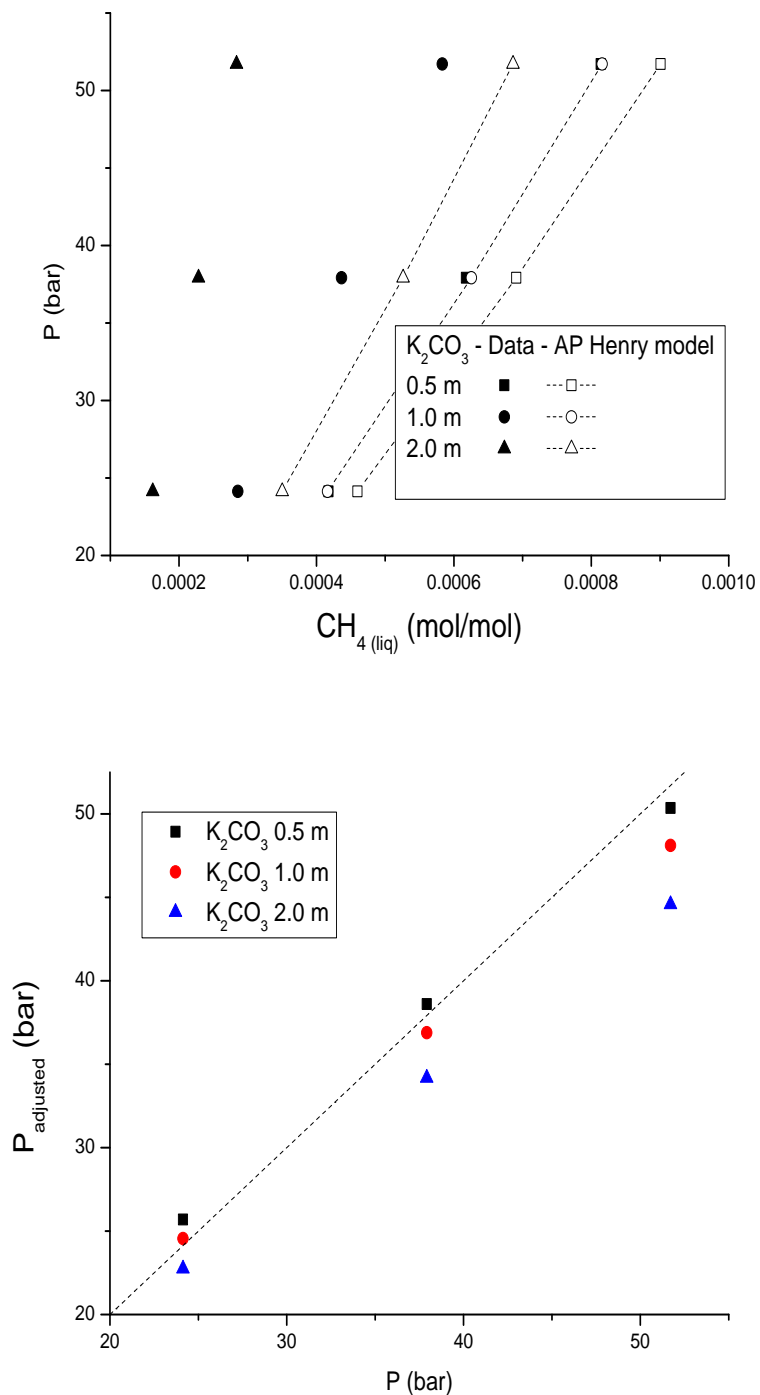 50
40
30
20
P (bar)
K₂CO₃ - Data - AP Henry model
0.5 m
1.0 m
2.0 m
0.0002 0.0004 0.0006 0.0008 0.0010
CH₄ (liq) (mol/mol)
K₂CO₃ 0.5 m
K₂CO₃ 1.0 m
K₂CO₃ 2.0 m
50
40
30
20
P adjusted (bar)
20 30 40 50
P (bar)